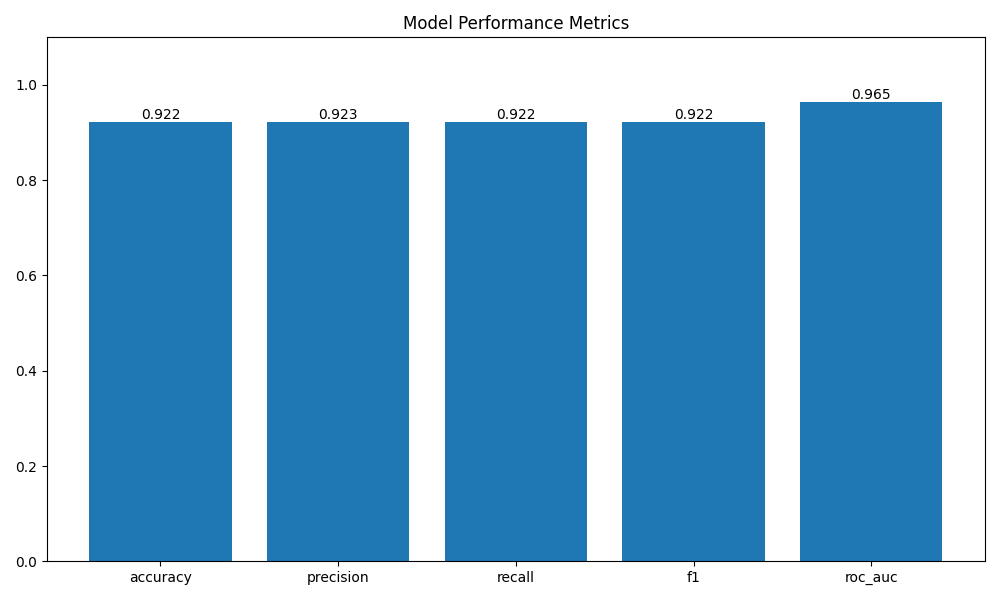 Model Performance Metrics
1.0
0.8
0.6
0.4
0.2
0.0
0.922
0.923
0.922
0.922
0.965
accuracy
precision
recall
f1
roc_auc